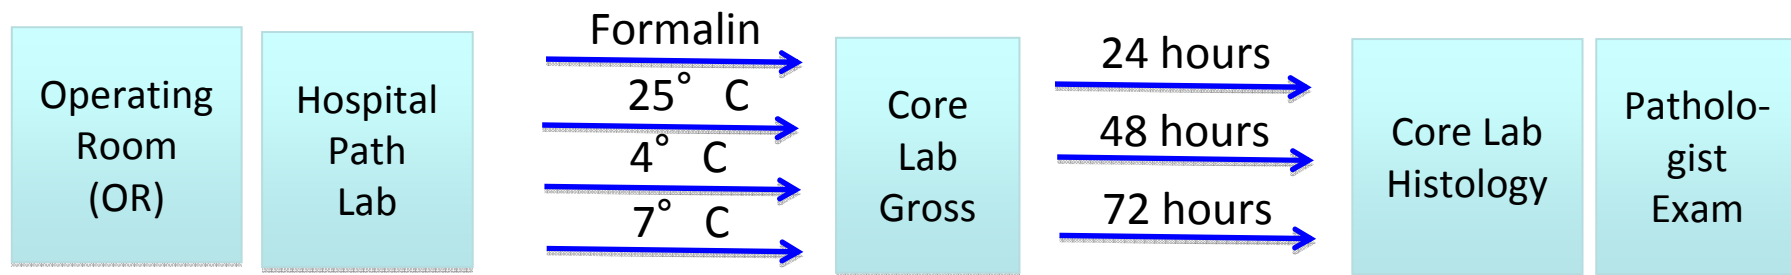 Operating
Room
(OR)
Hospital
Path
Lab
Formalin
25° C
4° C
7° C
Core
Lab
Gross
24 hours
48 hours
72 hours
Core Lab
Histology
Patholo-
gist
Exam